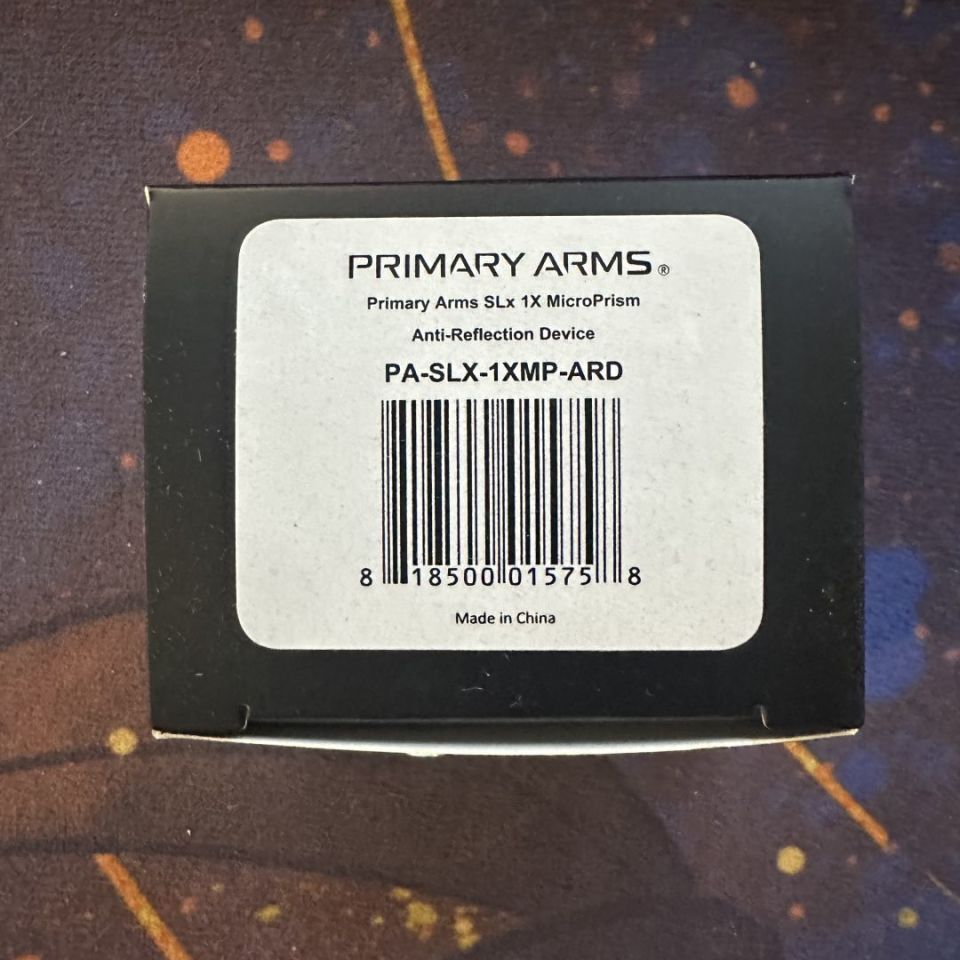 PRIMARY ARMS®
Primary Arms SLx 1X MicroPrism
Anti-Reflection Device
PA-SLX-1XMP-ARD
8 18500 01575 8
Made in China